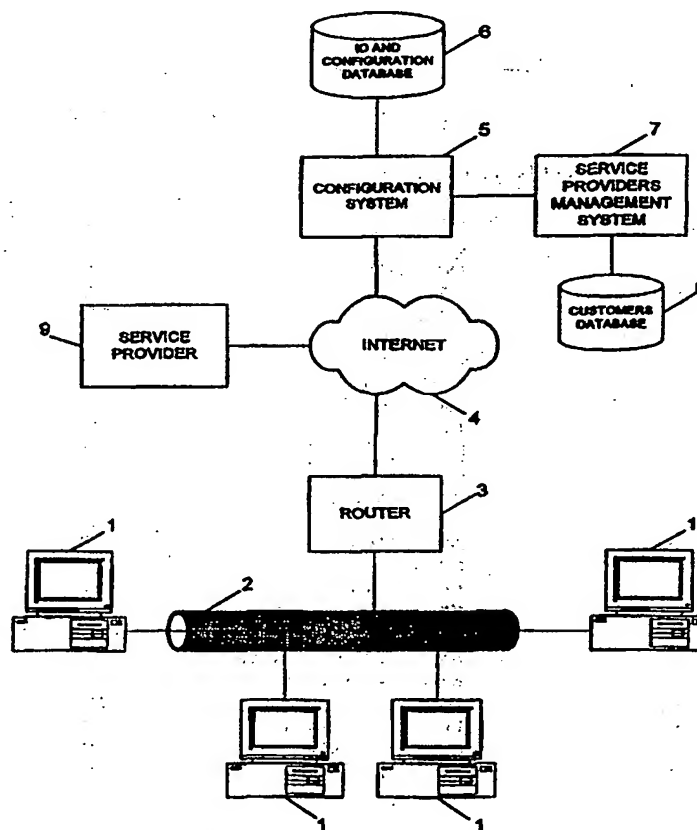 6
ID AND
CONFIGURATION
DATABASE
5
7
CONFIGURATION
SYSTEM
SERVICE
PROVIDERS
MANAGEMENT
SYSTEM
9
SERVICE
PROVIDER
INTERNET
CUSTOMERS
DATABASE
4
3
ROUTER
1
2
1
1
1